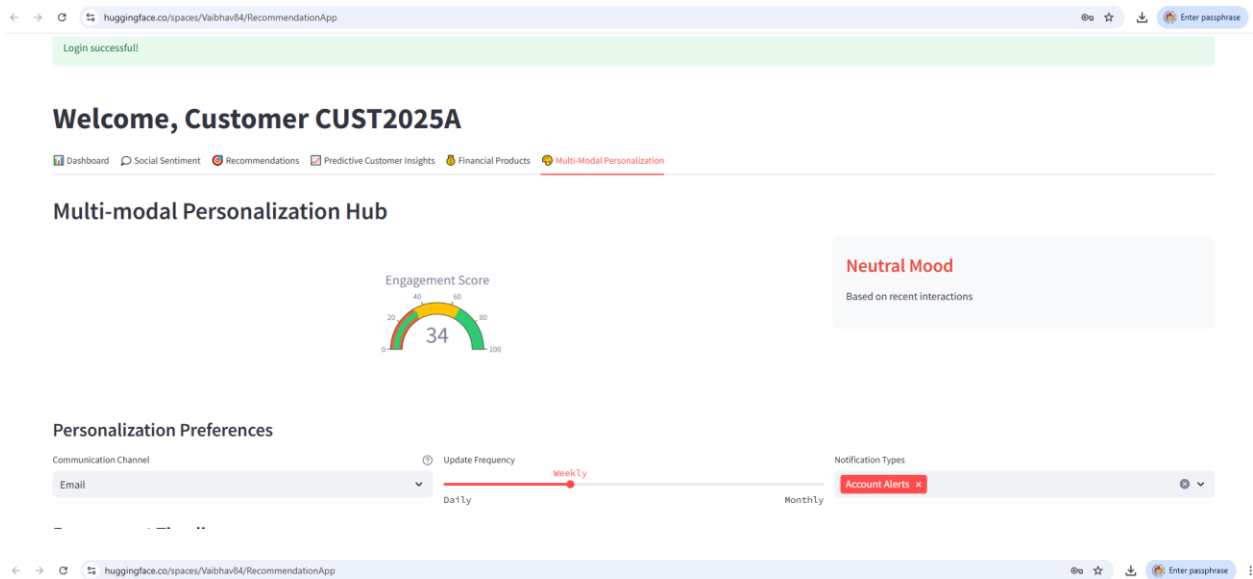 huggingface.co/spaces/Vaibhav84/RecommendationApp
Enter passphrase
Login successful!
Welcome, Customer CUST2025A
Dashboard Social Sentiment Recommendations Predictive Customer Insights Financial Products Multi-Modal Personalization
Multi-modal Personalization Hub
Engagement Score
0 20 40 60 80 100
34
Neutral Mood
Based on recent interactions
Personalization Preferences
Communication Channel
Email
Update Frequency
Weekly
Daily Monthly
Notification Types
Account Alerts ×
huggingface.co/spaces/Vaibhav84/RecommendationApp
Enter passphrase